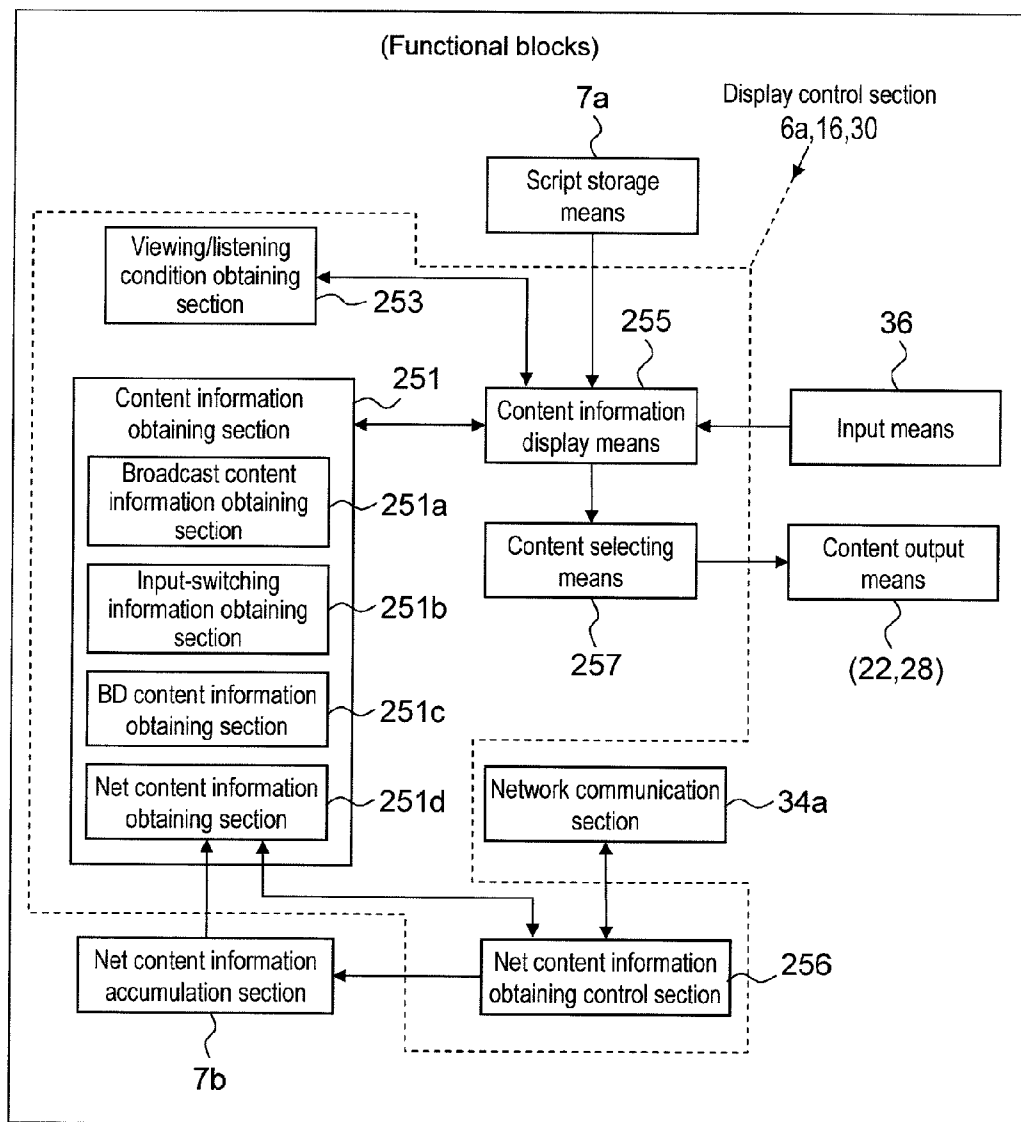 (Functional blocks)
7a
Display control section
6a,16,30
Script storage
means
Viewing/listening
condition obtaining
section
253
255
36
251
Content information
obtaining section
Content information
display means
Input means
Broadcast content
information obtaining
section
251a
Input-switching
information obtaining
section
251b
Content selecting
means
Content output
means
257
(22,28)
BD content information
obtaining section
251c
Net content information
obtaining section
251d
Network communication
section
34a
Net content information
accumulation section
Net content information
obtaining control section
256
7b